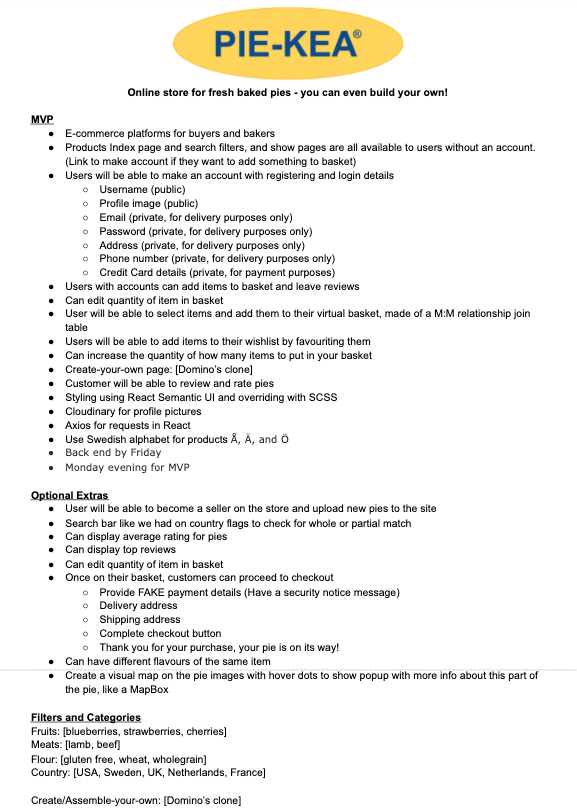 PIE-KEA®
Online store for fresh baked pies - you can even build your own!
MVP
● E-commerce platforms for buyers and bakers
● Products Index page and search filters, and show pages are all available to users without an account.
(Link to make account if they want to add something to basket)
● Users will be able to make an account with registering and login details
○ Username (public)
○ Profile image (public)
○ Email (private, for delivery purposes only)
○ Password (private, for delivery purposes only)
○ Address (private, for delivery purposes only)
○ Phone number (private, for delivery purposes only)
○ Credit Card details (private, for payment purposes)
● Users with accounts can add items to basket and leave reviews
● Can edit quantity of item in basket
● User will be able to select items and add them to their virtual basket, made of a M:M relationship join
table
● Users will be able to add items to their wishlist by favouriting them
● Can increase the quantity of how many items to put in your basket
● Create-your-own page: [Domino's clone]
● Customer will be able to review and rate pies
● Styling using React Semantic UI and overriding with SCSS
● Cloudinary for profile pictures
● Axios for requests in React
● Use Swedish alphabet for products Å, Ä, and Ö
● Back end by Friday
● Monday evening for MVP
Optional Extras
● User will be able to become a seller on the store and upload new pies to the site
● Search bar like we had on country flags to check for whole or partial match
● Can display average rating for pies
● Can display top reviews
● Can edit quantity of item in basket
● Once on their basket, customers can proceed to checkout
○ Provide FAKE payment details (Have a security notice message)
○ Delivery address
○ Shipping address
○ Complete checkout button
○ Thank you for your purchase, your pie is on its way!
● Can have different flavours of the same item
● Create a visual map on the pie images with hover dots to show popup with more info about this part of
the pie, like a MapBox
Filters and Categories
Fruits: [blueberries, strawberries, cherries]
Meats: [lamb, beef]
Flour: [gluten free, wheat, wholegrain]
Country: [USA, Sweden, UK, Netherlands, France]
Create/Assemble-your-own: [Domino's clone]